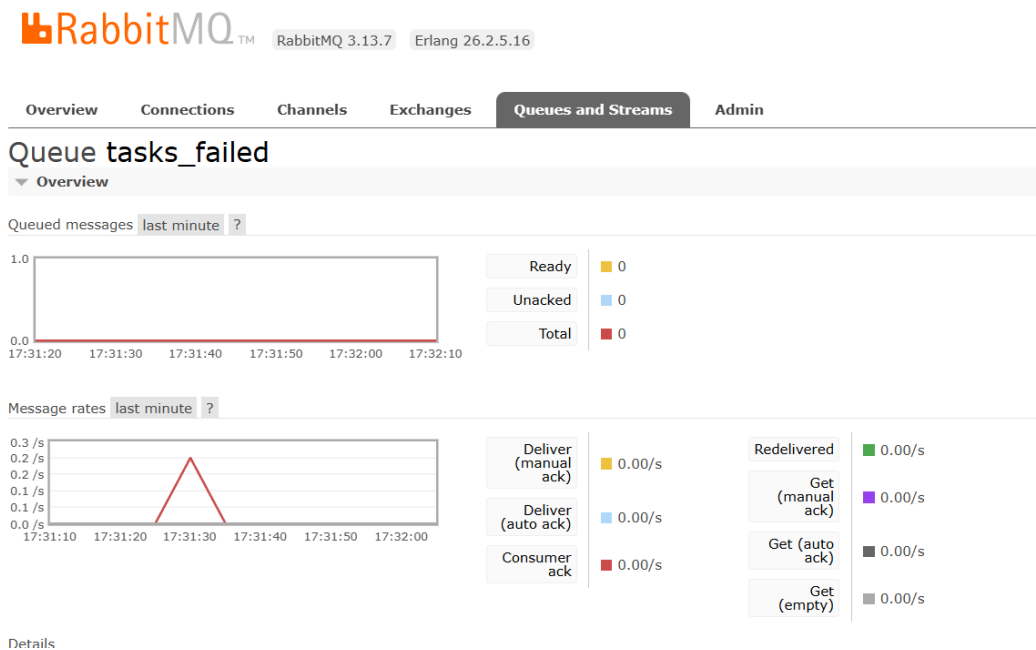 RabbitMQ TM RabbitMQ 3.13.7 Erlang 26.2.5.16
Overview Connections Channels Exchanges Queues and Streams Admin
Queue tasks_failed
Overview
Queued messages last minute ?
1.0
0.0
17:31:20 17:31:30 17:31:40 17:31:50 17:32:00 17:32:10
Ready 0
Unacked 0
Total 0
Message rates last minute ?
0.3 /s
0.2 /s
0.2 /s
0.1 /s
0.1 /s
0.0 /s
17:31:10 17:31:20 17:31:30 17:31:40 17:31:50 17:32:00
Deliver
(manual
ack)
0.00/s
Deliver
(auto ack)
0.00/s
Consumer
ack
0.00/s
Redelivered 0.00/s
Get
(manual
ack)
0.00/s
Get (auto
ack)
0.00/s
Get
(empty)
0.00/s
Details